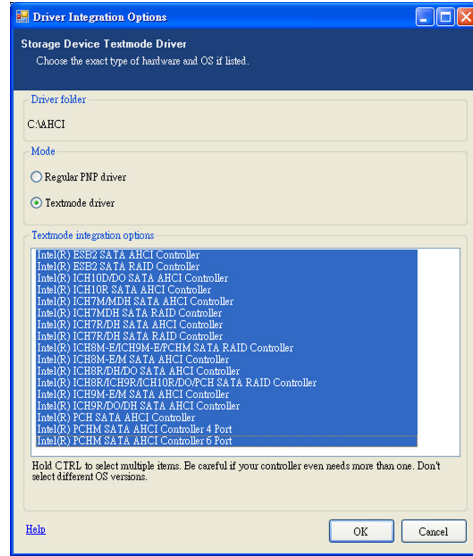 Driver Integration Options
Storage Device Textmode Driver
Choose the exact type of hardware and OS if listed.
Driver folder
C:\AHCI
Mode
Regular PNP driver
Textmode driver
Textmode integration options
Intel(R) ESB2 SATA AHCI Controller
Intel(R) ESB2 SATA RAID Controller
Intel(R) ICH10D/DO SATA AHCI Controller
Intel(R) ICH10R SATA AHCI Controller
Intel(R) ICH7M/MDH SATA AHCI Controller
Intel(R) ICH7MDH SATA RAID Controller
Intel(R) ICH7R/DH SATA AHCI Controller
Intel(R) ICH7R/DH SATA RAID Controller
Intel(R) ICH8M-E/ICH9M-E/PCHM SATA RAID Controller
Intel(R) ICH8M-E/M SATA AHCI Controller
Intel(R) ICH8R/DH/DO SATA AHCI Controller
Intel(R) ICH8R/ICH9R/ICH10R/DO/PCH SATA RAID Controller
Intel(R) ICH9M-E/M SATA AHCI Controller
Intel(R) ICH9R/DO/DH SATA AHCI Controller
Intel(R) PCH SATA AHCI Controller
Intel(R) PCHM SATA AHCI Controller 4 Port
Intel(R) PCHM SATA AHCI Controller 6 Port
Hold CTRL to select multiple items. Be careful if your controller even needs more than one. Don't
select different OS versions.
Help
OK
Cancel